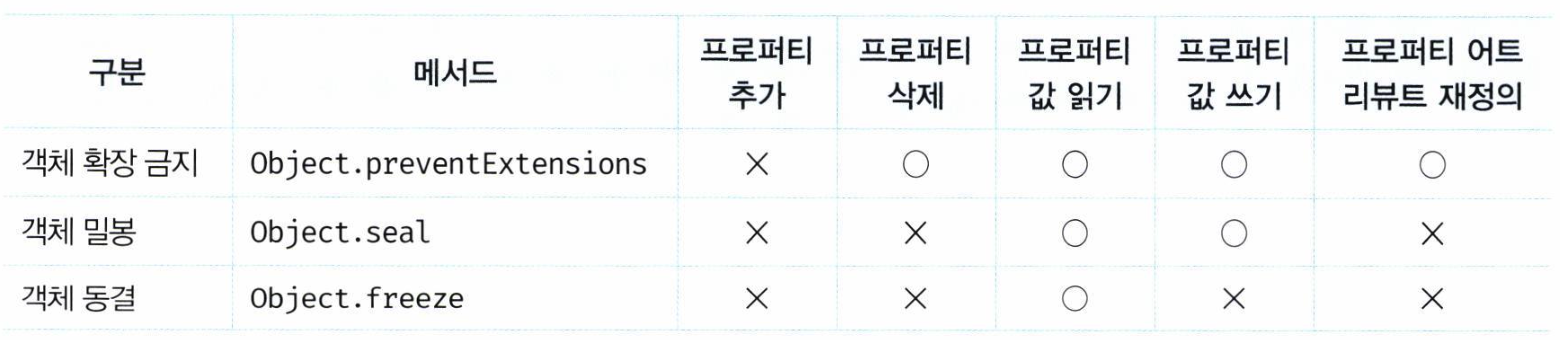 구분 메서드 프로퍼티 추가 프로퍼티 삭제 프로퍼티 값 읽기 프로퍼티 값 쓰기 프로퍼티 어트리뷰트 재정의
객체 확장 금지 Object.preventExtensions × ○ ○ ○ ○
객체 밀봉 Object.seal × × ○ ○ ×
객체 동결 Object.freeze × × ○ × ×